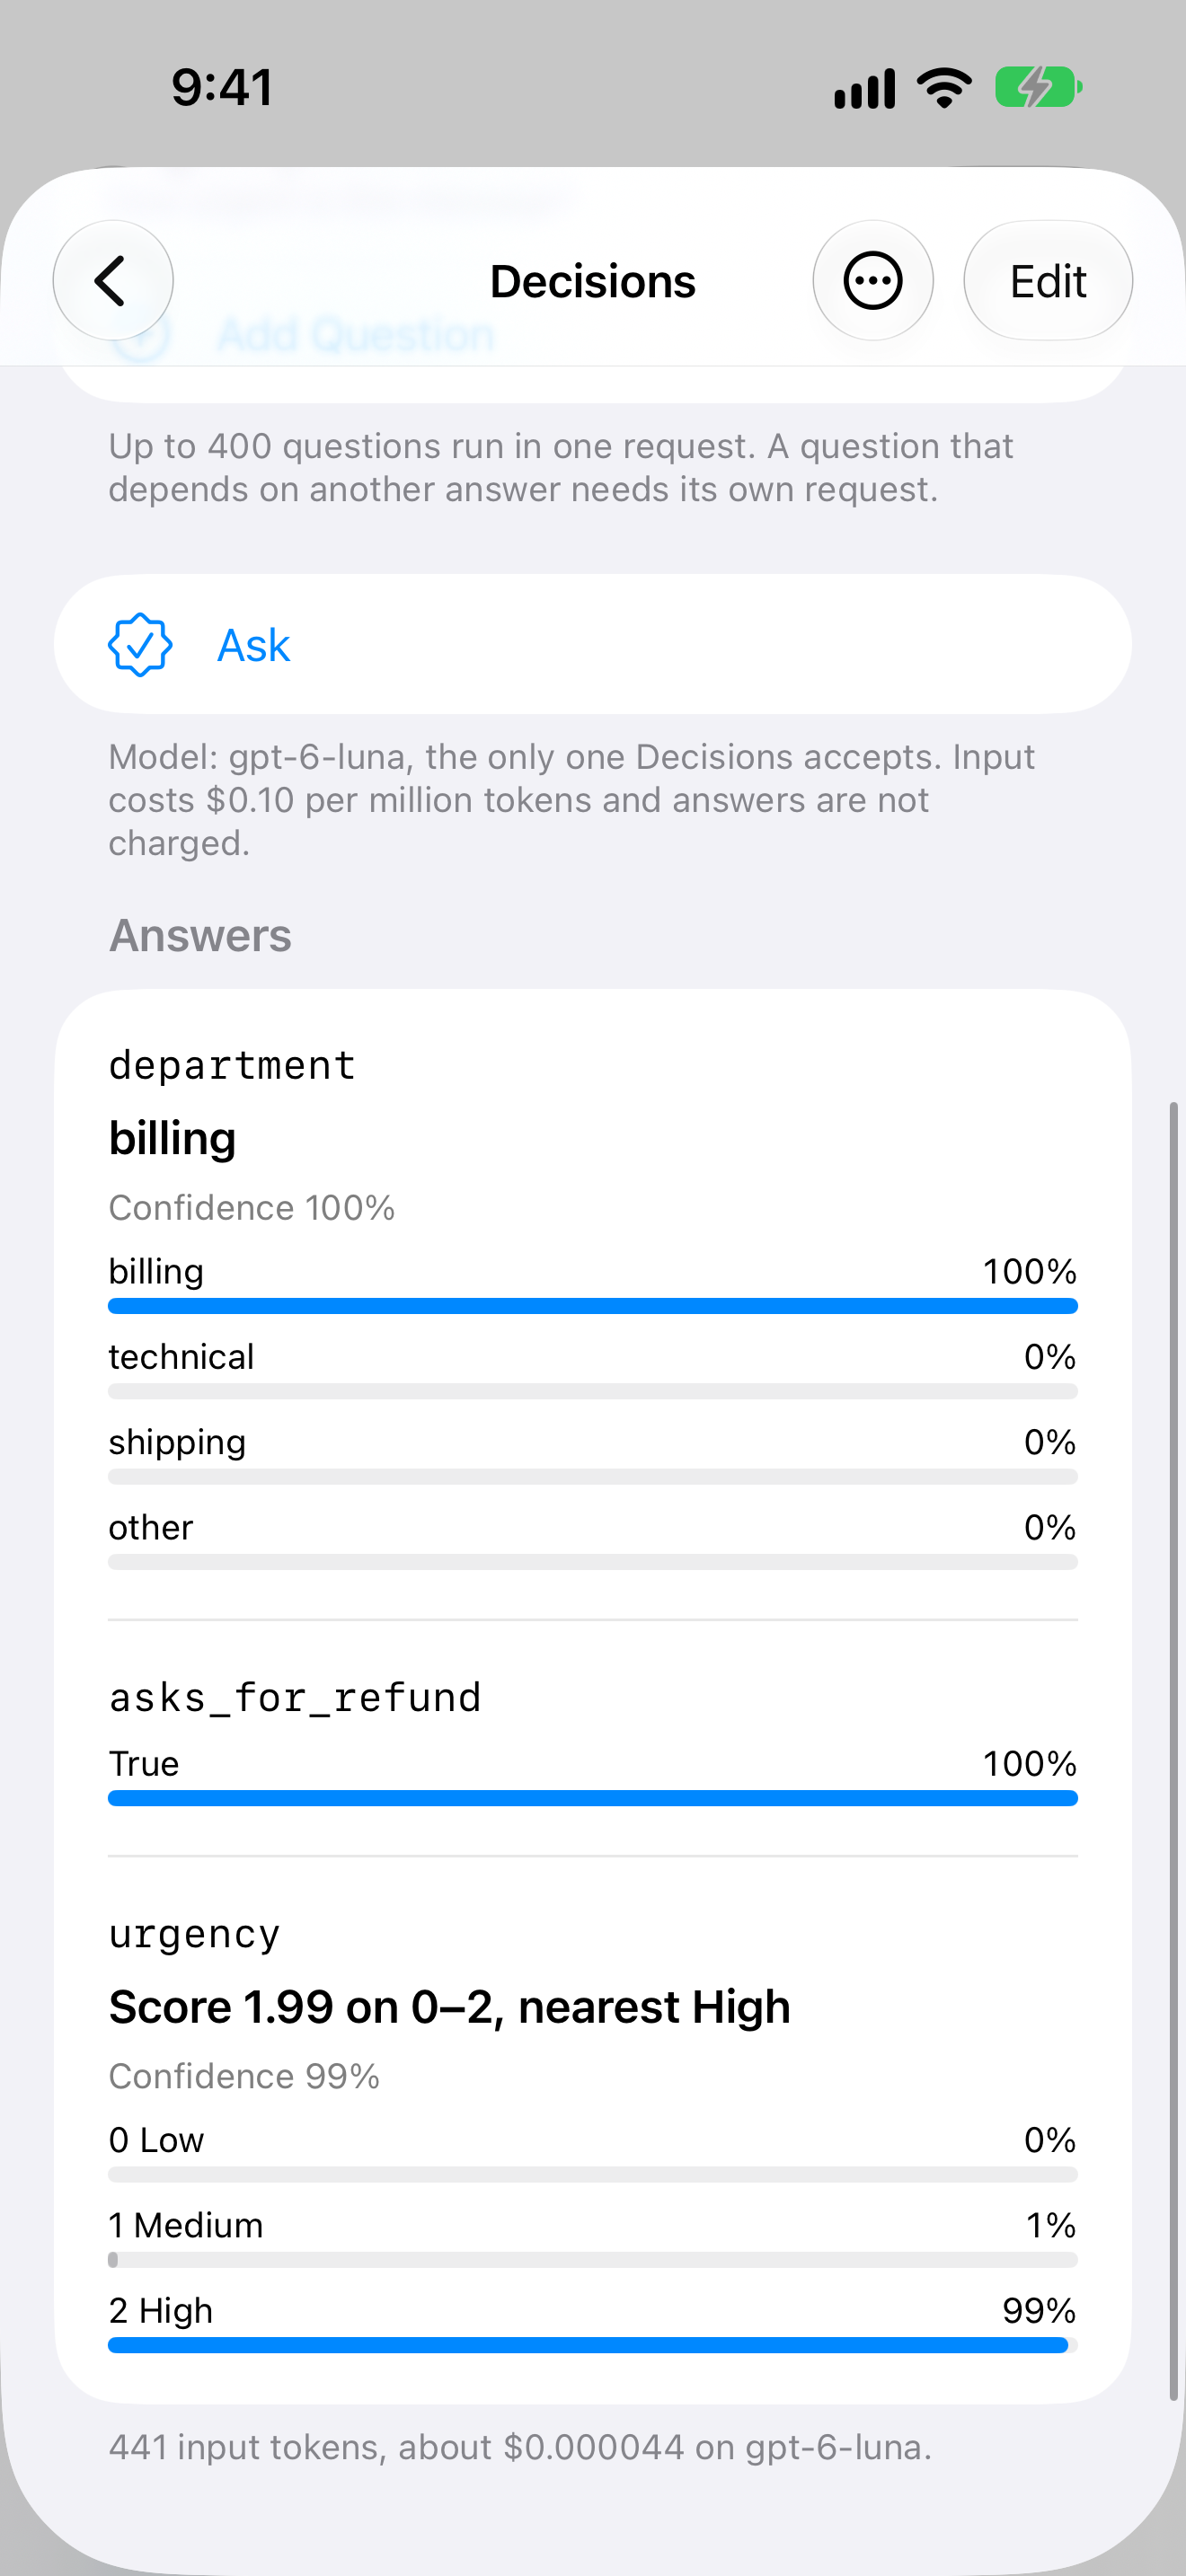 9:41
Decisions
Edit
Add Question
Up to 400 questions run in one request. A question that
depends on another answer needs its own request.
Ask
Model: gpt-6-luna, the only one Decisions accepts. Input
costs $0.10 per million tokens and answers are not
charged.
Answers
department
billing
Confidence 100%
billing 100%
technical 0%
shipping 0%
other 0%
asks_for_refund
True 100%
urgency
Score 1.99 on 0–2, nearest High
Confidence 99%
0 Low 0%
1 Medium 1%
2 High 99%
441 input tokens, about $0.000044 on gpt-6-luna.